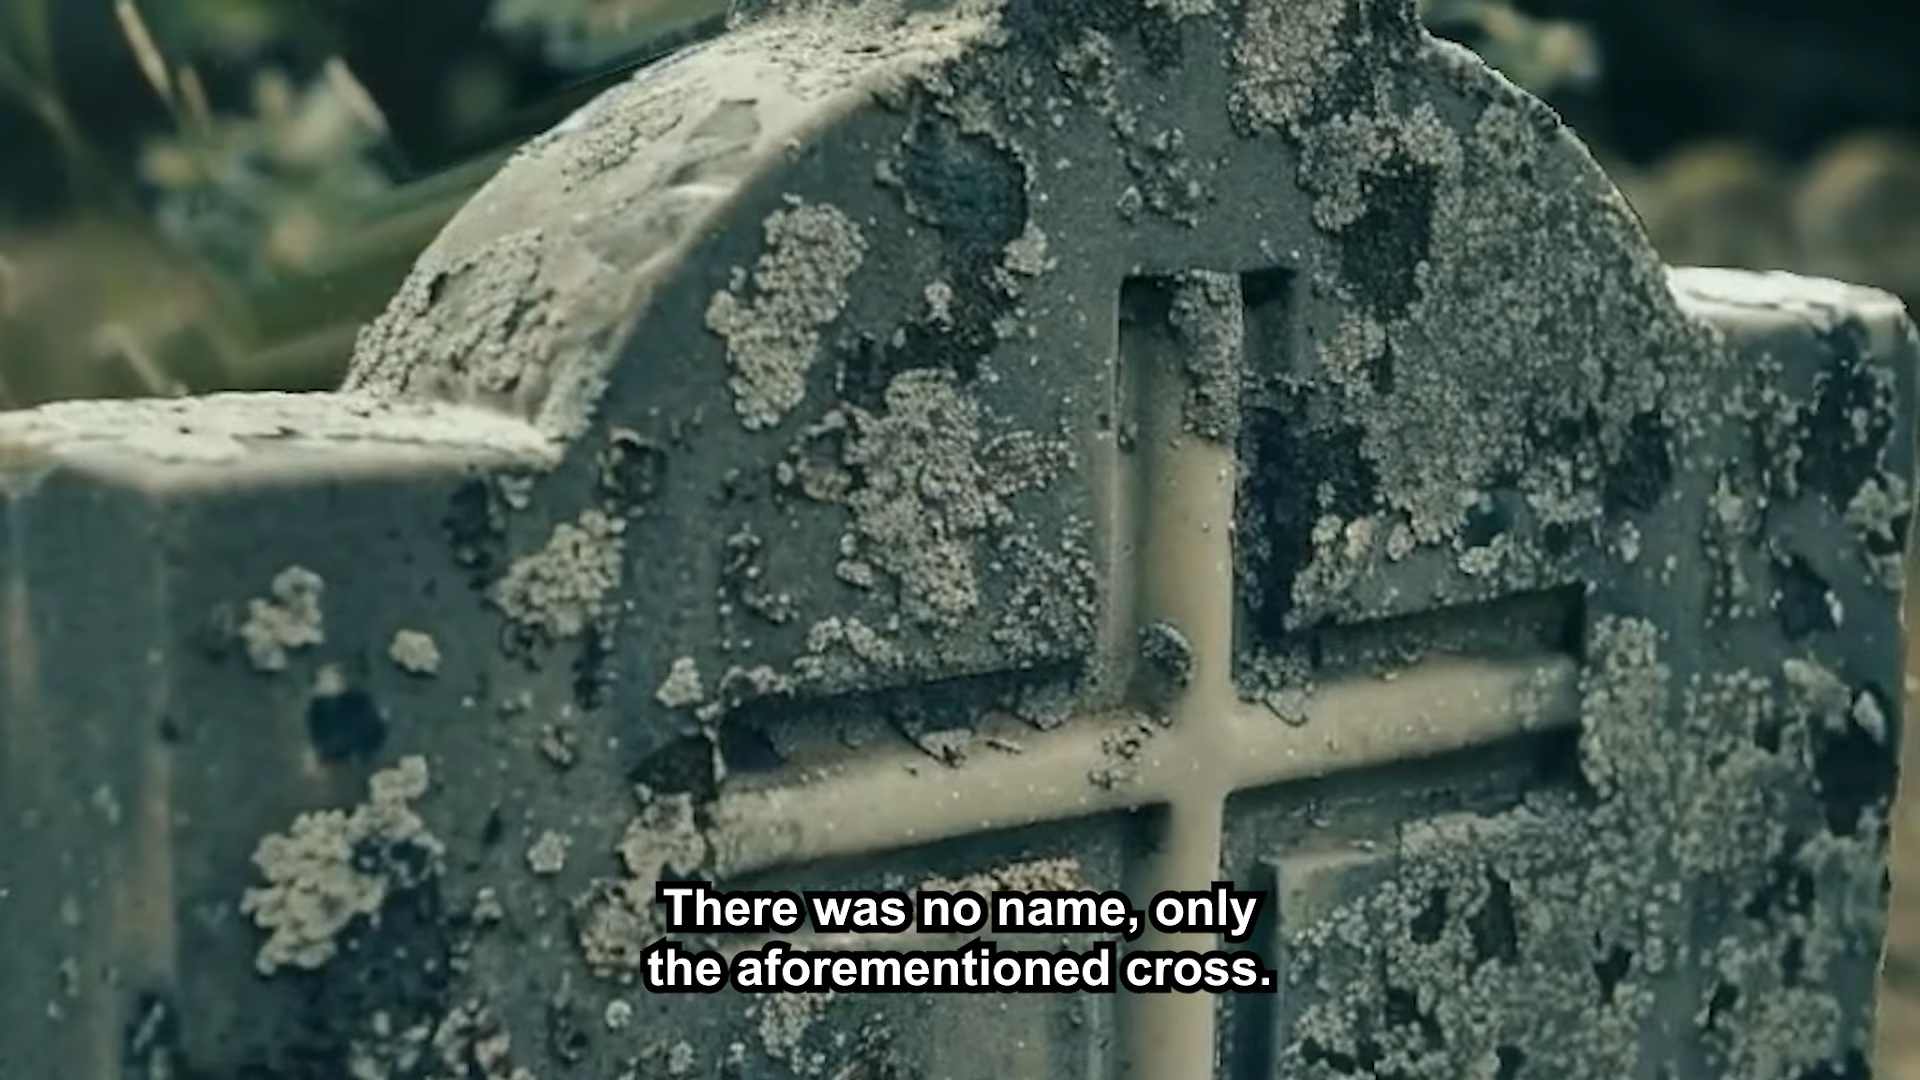 There was no name, only
the aforementioned cross.